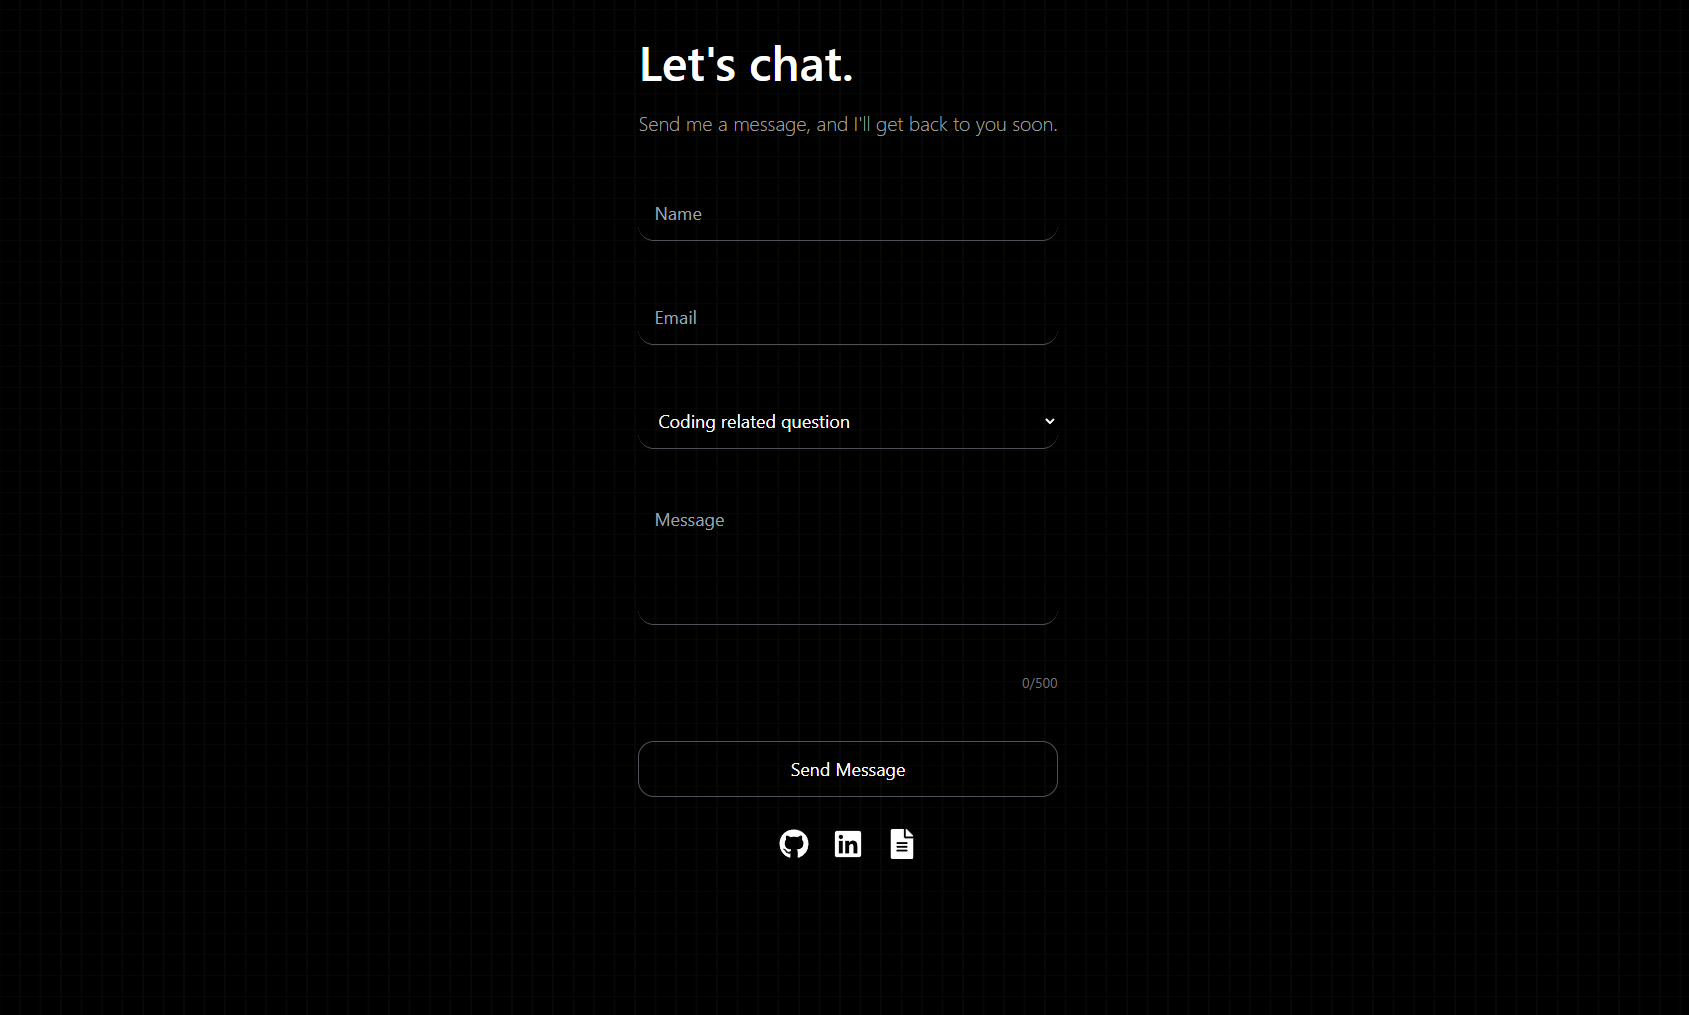 Let's chat.
Send me a message, and I'll get back to you soon.
Name
Email
Coding related question
Message
0/500
Send Message
in